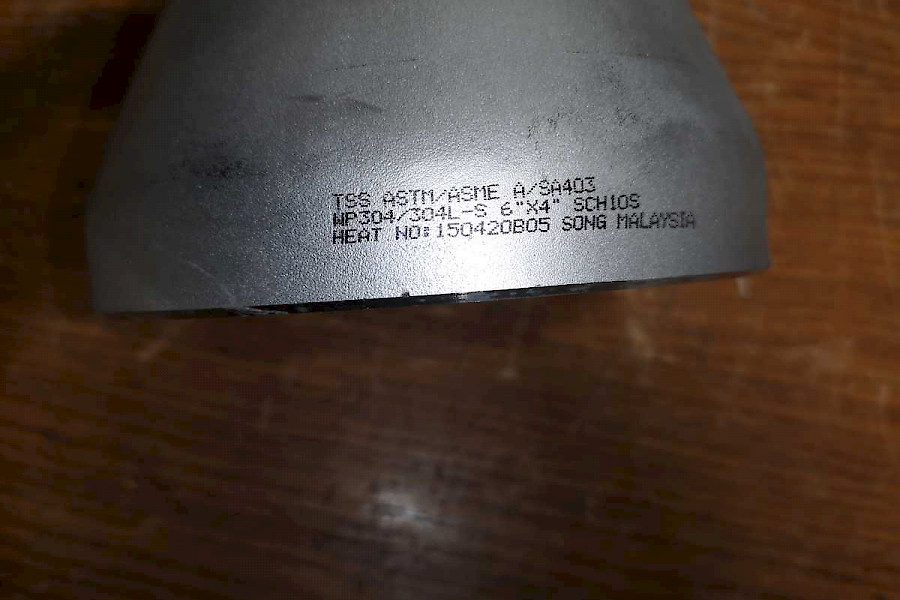 TSS ASTM/ASME A/SA403
WP304/304L-S 6"X4" SCH10S
HEAT NO:150420B05 SONG MALAYSIA